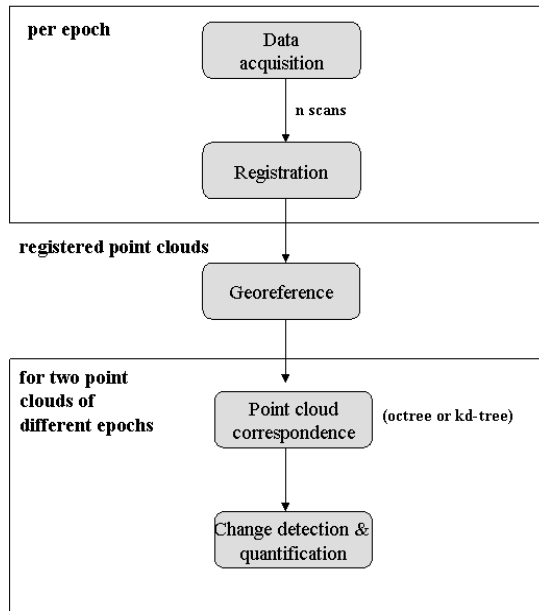 per epoch
Data
acquisition
n scans
Registration
registered point clouds
Georeference
for two point
clouds of
different epochs
Point cloud
correspondence
(octree or kd-tree)
Change detection &
quantification